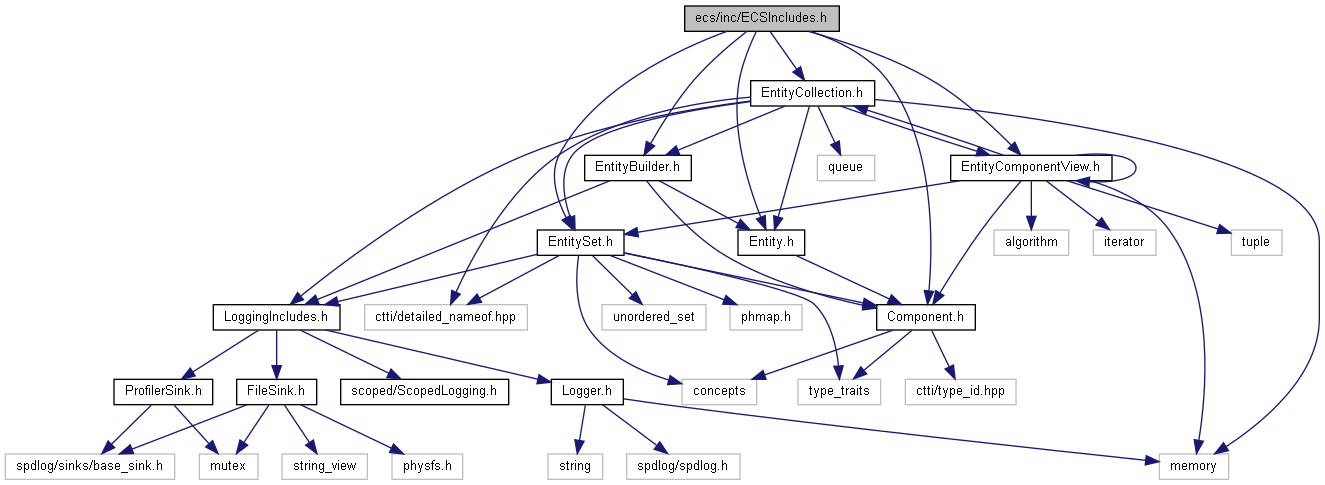 ecs/inc/ECSIncludes.h
EntityCollection.h
EntityBuilder.h
queue
EntityComponentView.h
EntitySet.h
Entity.h
algorithm
iterator
tuple
LoggingIncludes.h
ctti/detailed_nameof.hpp
unordered_set
phmap.h
Component.h
ProfilerSink.h
FileSink.h
scoped/ScopedLogging.h
Logger.h
concepts
type_traits
ctti/type_id.hpp
spdlog/sinks/base_sink.h
mutex
string_view
physfs.h
string
spdlog/spdlog.h
memory